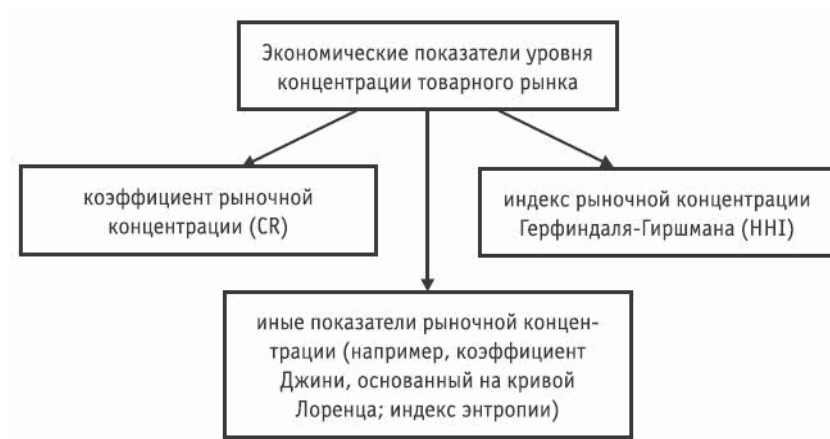 Экономические показатели уровня
концентрации товарного рынка
коэффициент рыночной
концентрации (CR)
индекс рыночной концентрации
Герфиндаля-Гиршмана (HHI)
иные показатели рыночной концен-
трации (например, коэффициент
Джини, основанный на кривой
Лоренца; индекс энтропии)